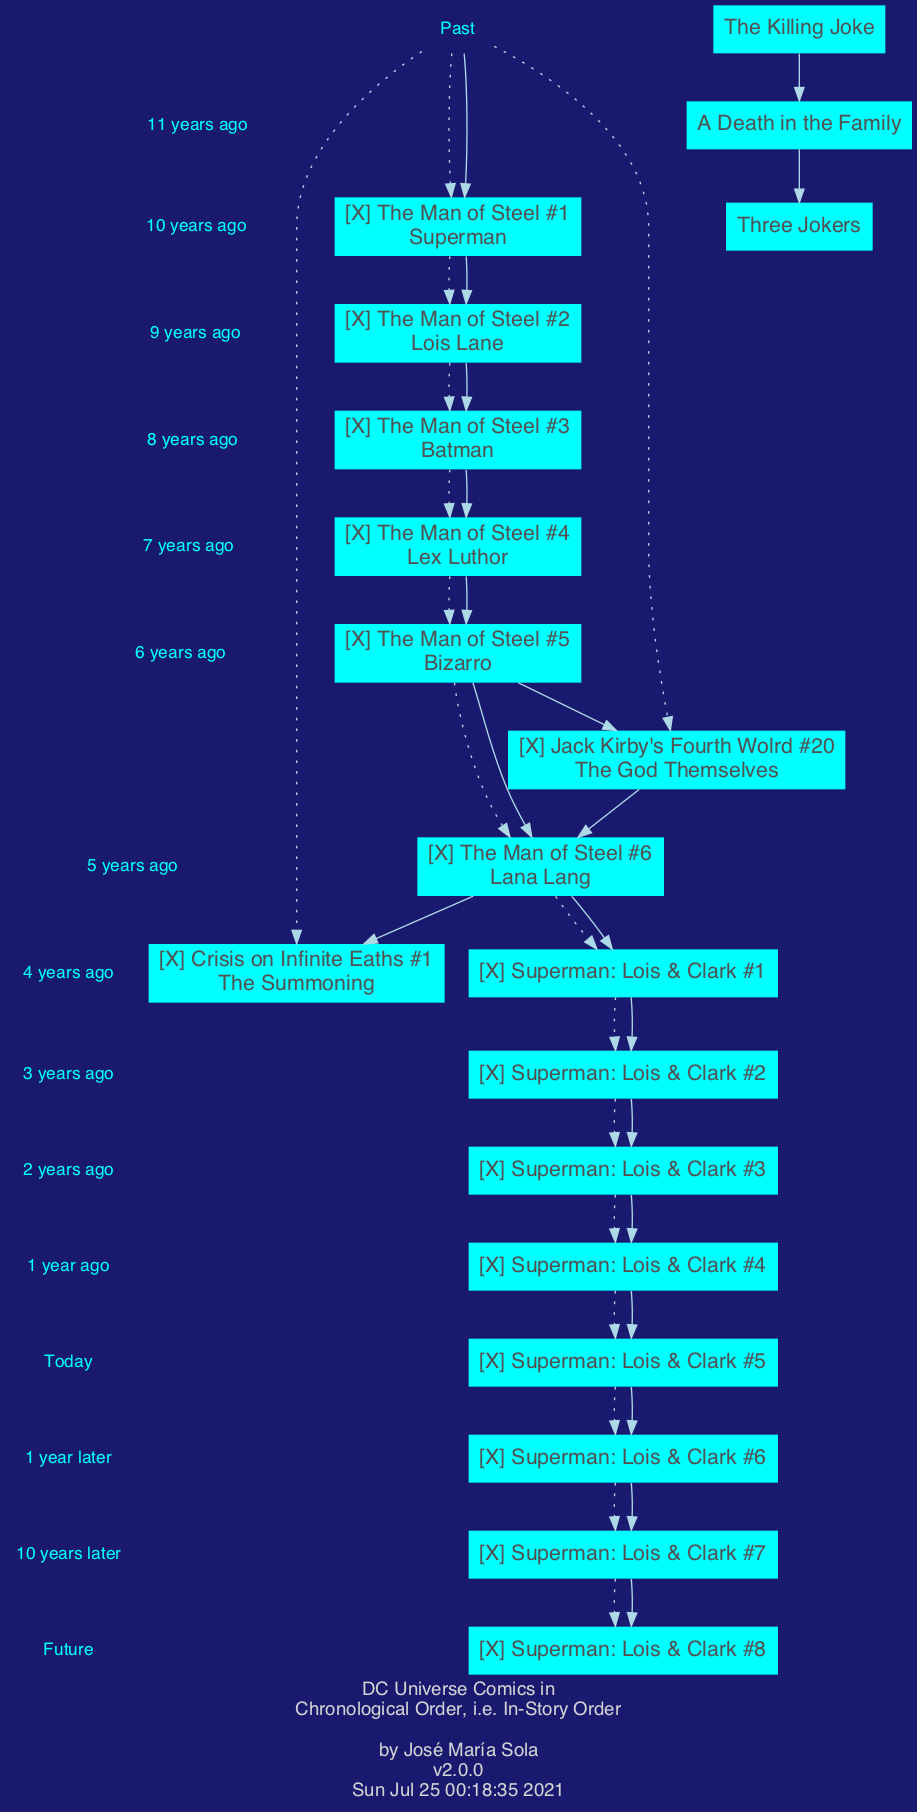 Past
The Killing Joke
11 years ago
A Death in the Family
10 years ago
[X] The Man of Steel #1
Superman
Three Jokers
9 years ago
[X] The Man of Steel #2
Lois Lane
8 years ago
[X] The Man of Steel #3
Batman
7 years ago
[X] The Man of Steel #4
Lex Luthor
6 years ago
[X] The Man of Steel #5
Bizarro
[X] Jack Kirby's Fourth Wolrd #20
The God Themselves
5 years ago
[X] The Man of Steel #6
Lana Lang
4 years ago
[X] Crisis on Infinite Eaths #1
The Summoning
[X] Superman: Lois & Clark #1
3 years ago
[X] Superman: Lois & Clark #2
2 years ago
[X] Superman: Lois & Clark #3
1 year ago
[X] Superman: Lois & Clark #4
Today
[X] Superman: Lois & Clark #5
1 year later
[X] Superman: Lois & Clark #6
10 years later
[X] Superman: Lois & Clark #7
Future
[X] Superman: Lois & Clark #8
DC Universe Comics in
Chronological Order, i.e. In-Story Order
by José María Sola
v2.0.0
Sun Jul 25 00:18:35 2021